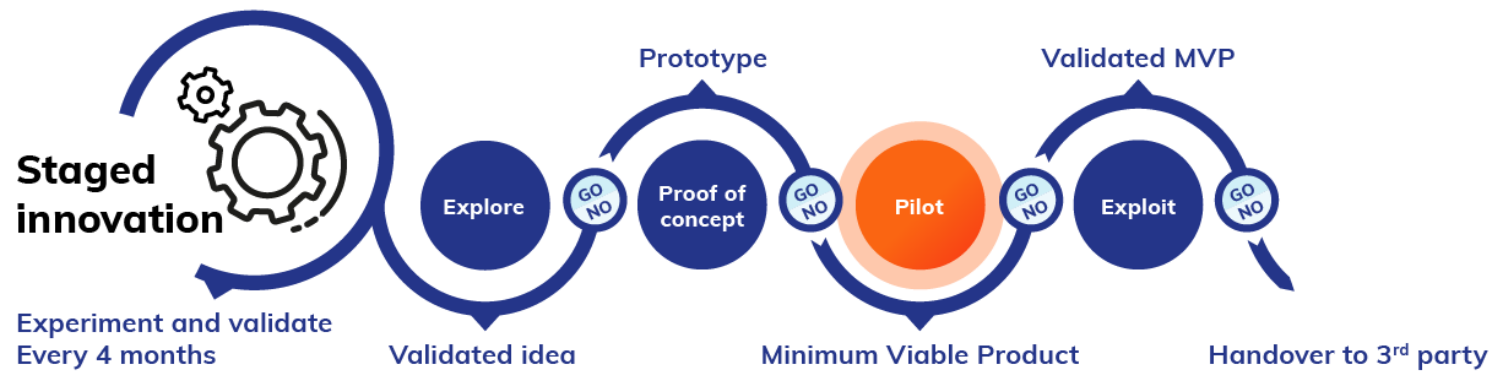 Staged
innovation
Experiment and validate
Every 4 months
Explore
Validated idea
GO
NO
Prototype
Proof of
concept
GO
NO
Pilot
Minimum Viable Product
GO
NO
Validated MVP
Exploit
GO
NO
Handover to 3rd party